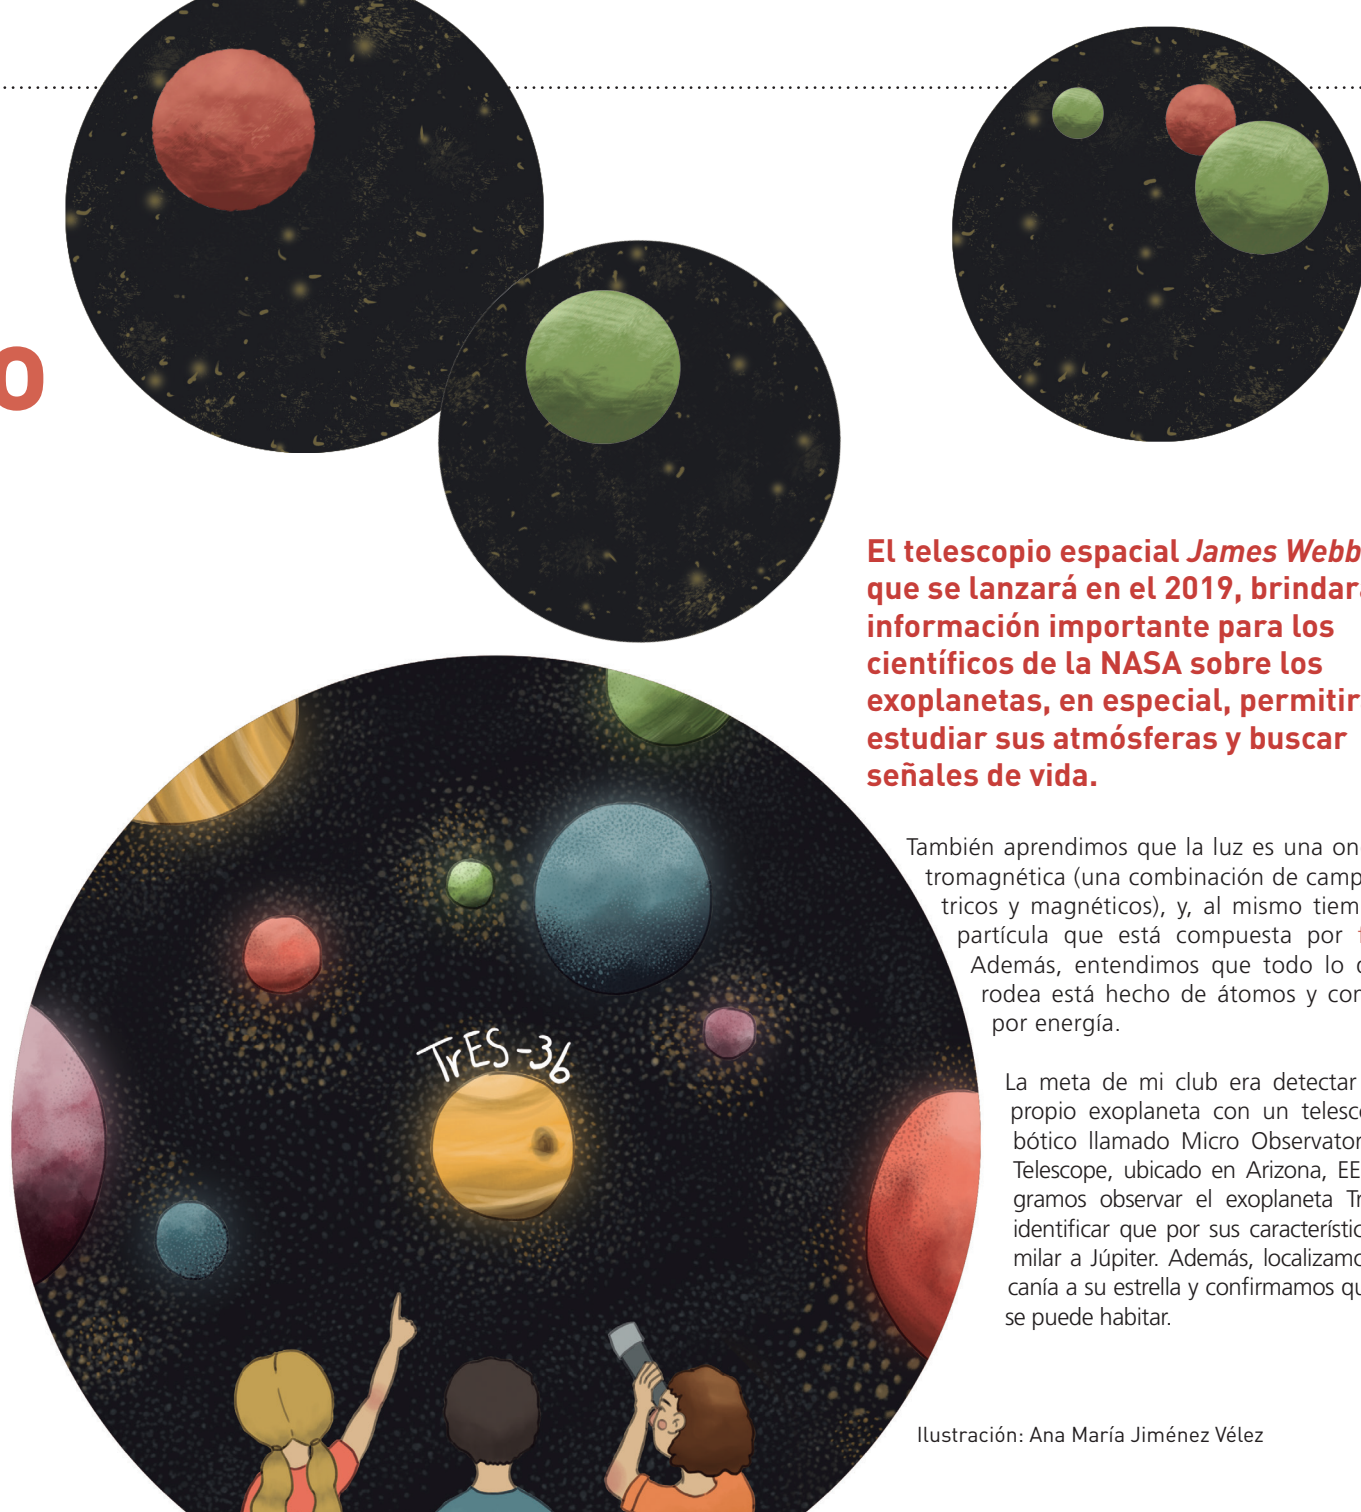 o
El telescopio espacial James Webb
que se lanzará en el 2019, brindará
información importante para los
científicos de la NASA sobre los
exoplanetas, en especial, permitir
estudiar sus atmósferas y buscar
señales de vida.
También aprendimos que la luz es una on
tromagnética (una combinación de camp
tricos y magnéticos), y, al mismo tiem
partícula que está compuesta por
Además, entendimos que todo lo
rodea está hecho de átomos y con
por energía.
La meta de mi club era detectar
propio exoplaneta con un telesc
bótico llamado Micro Observator
Telescope, ubicado en Arizona, EE
gramos observar el exoplaneta Tr
identificar que por sus característic
milar a Júpiter. Además, localizamo
canía a su estrella y confirmamos qu
se puede habitar.
TrES-3b
Ilustración: Ana María Jiménez Vélez